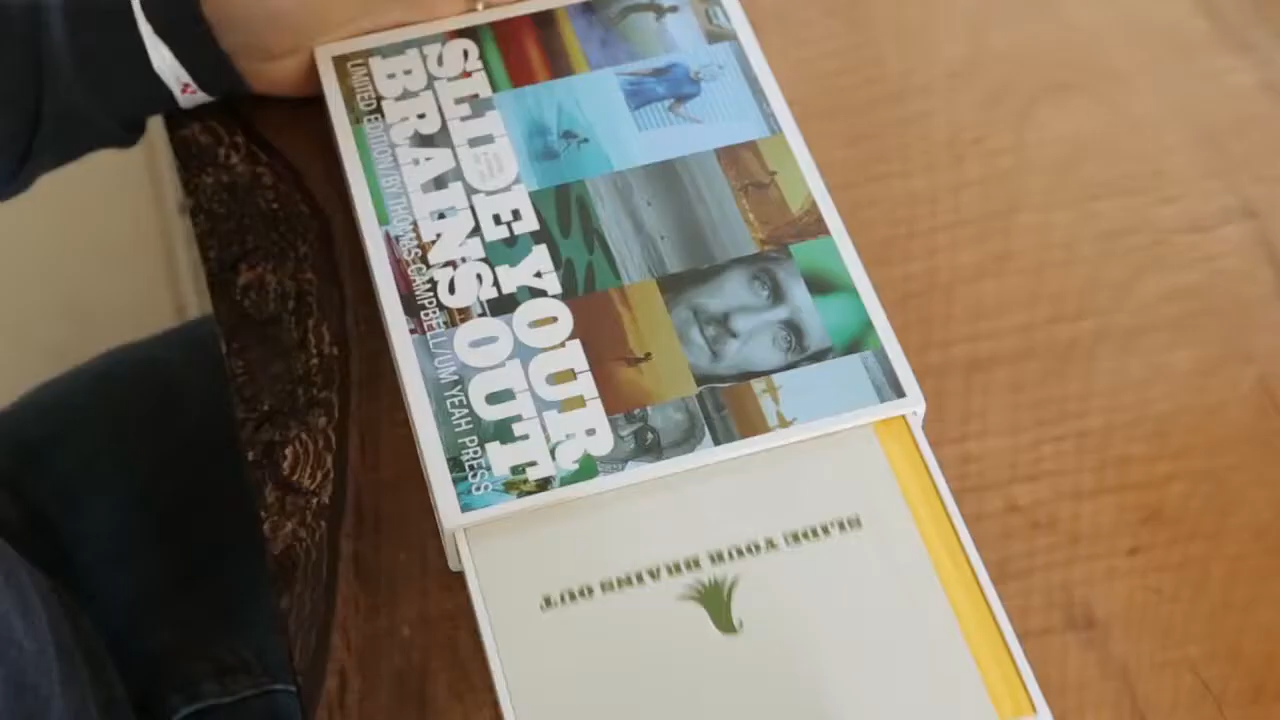 SLIDE YOUR
BRAINS OUT
LIMITED EDITION / BY THOMAS CAMPBELL / UM YEAH PRESS
SLIDE YOUR BRAINS OUT